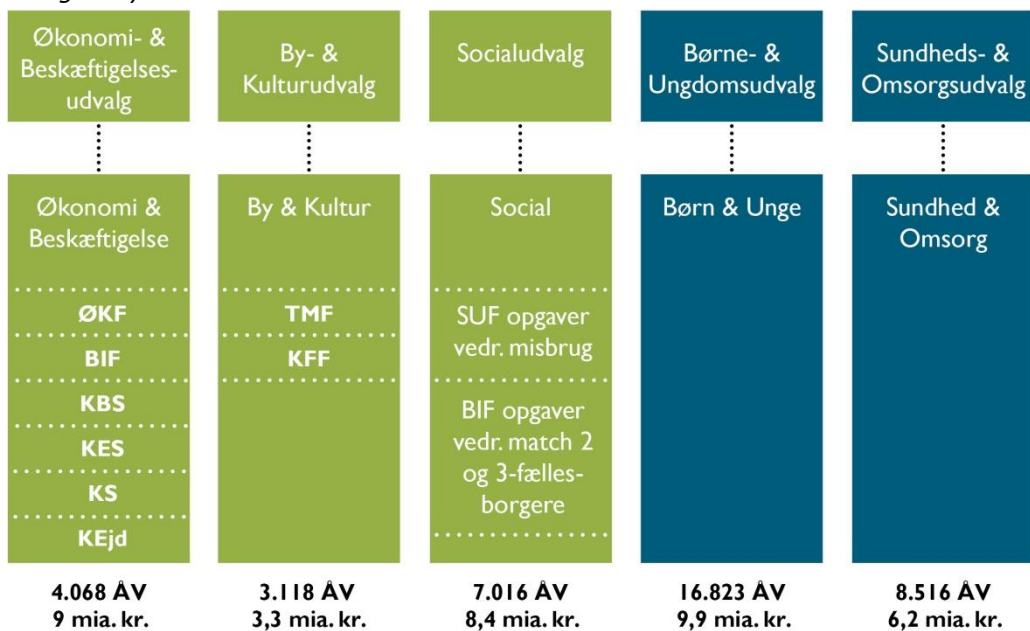 Økonomi- &
Beskæftigelses-
udvalg
By- &
Kulturudvalg
Socialudvalg
Børne- &
Ungdomsudvalg
Sundheds- &
Omsorgsudvalg
Økonomi &
Beskæftigelse
ØKF
BIF
KBS
KES
KS
KEjd
By & Kultur
TMF
KFF
Social
SUF opgaver
vedr. misbrug
BIF opgaver
vedr. match 2
og 3-fælles-
borgere
Børn & Unge
Sundhed &
Omsorg
4.068 ÅV
9 mia. kr.
3.118 ÅV
3,3 mia. kr.
7.016 ÅV
8,4 mia. kr.
16.823 ÅV
9,9 mia. kr.
8.516 ÅV
6,2 mia. kr.